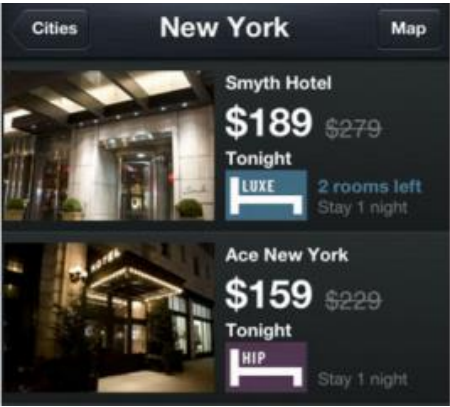 Cities
New York
Map
Smyth Hotel
$189 $279
Tonight
LUXE
2 rooms left
Stay 1 night
Ace New York
$159 $229
Tonight
HIP
Stay 1 night
HOTEL